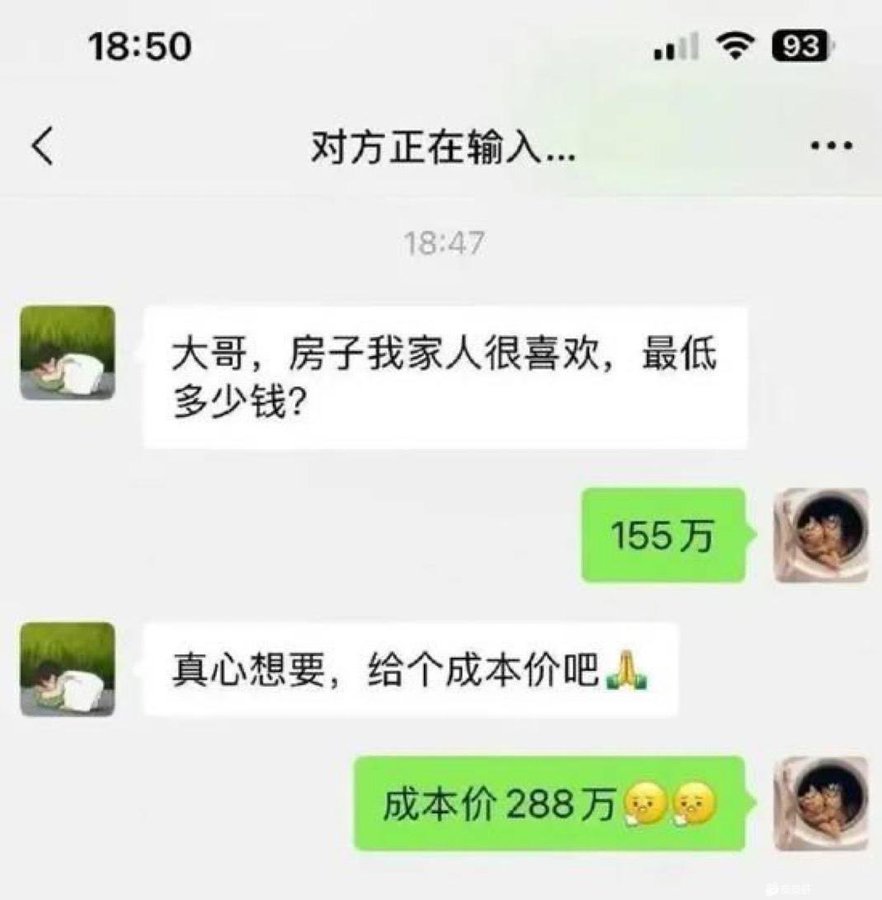 18:50
93
对方正在输入...
18:47
大哥，房子我家人很喜欢，最低
多少钱？
155万
真心想要，给个成本价吧🙏
成本价288万